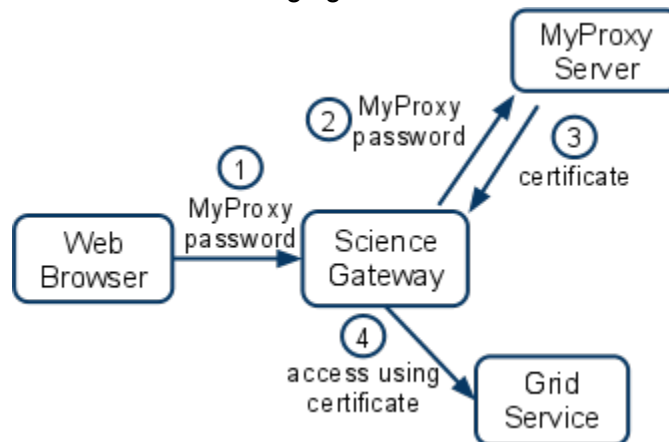 MyProxy
Server
2
MyProxy
password
3
certificate
1
MyProxy
password
Web
Browser
Science
Gateway
4
access using
certificate
Grid
Service